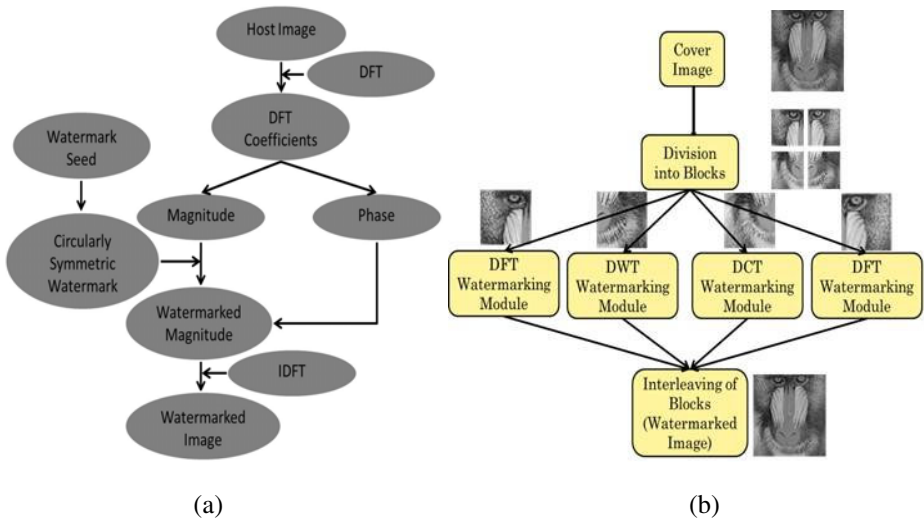 Host Image
DFT
DFT
Coefficients
Watermark
Seed
Magnitude
Phase
Circularly
Symmetric
Watermark
Watermarked
Magnitude
IDFT
Watermarked
Image
(a)
Cover
Image
Division
into Blocks
DFT
Watermarking
Module
DWT
Watermarking
Module
DCT
Watermarking
Module
DFT
Watermarking
Module
Interleaving of
Blocks
(Watermarked
Image)
(b)